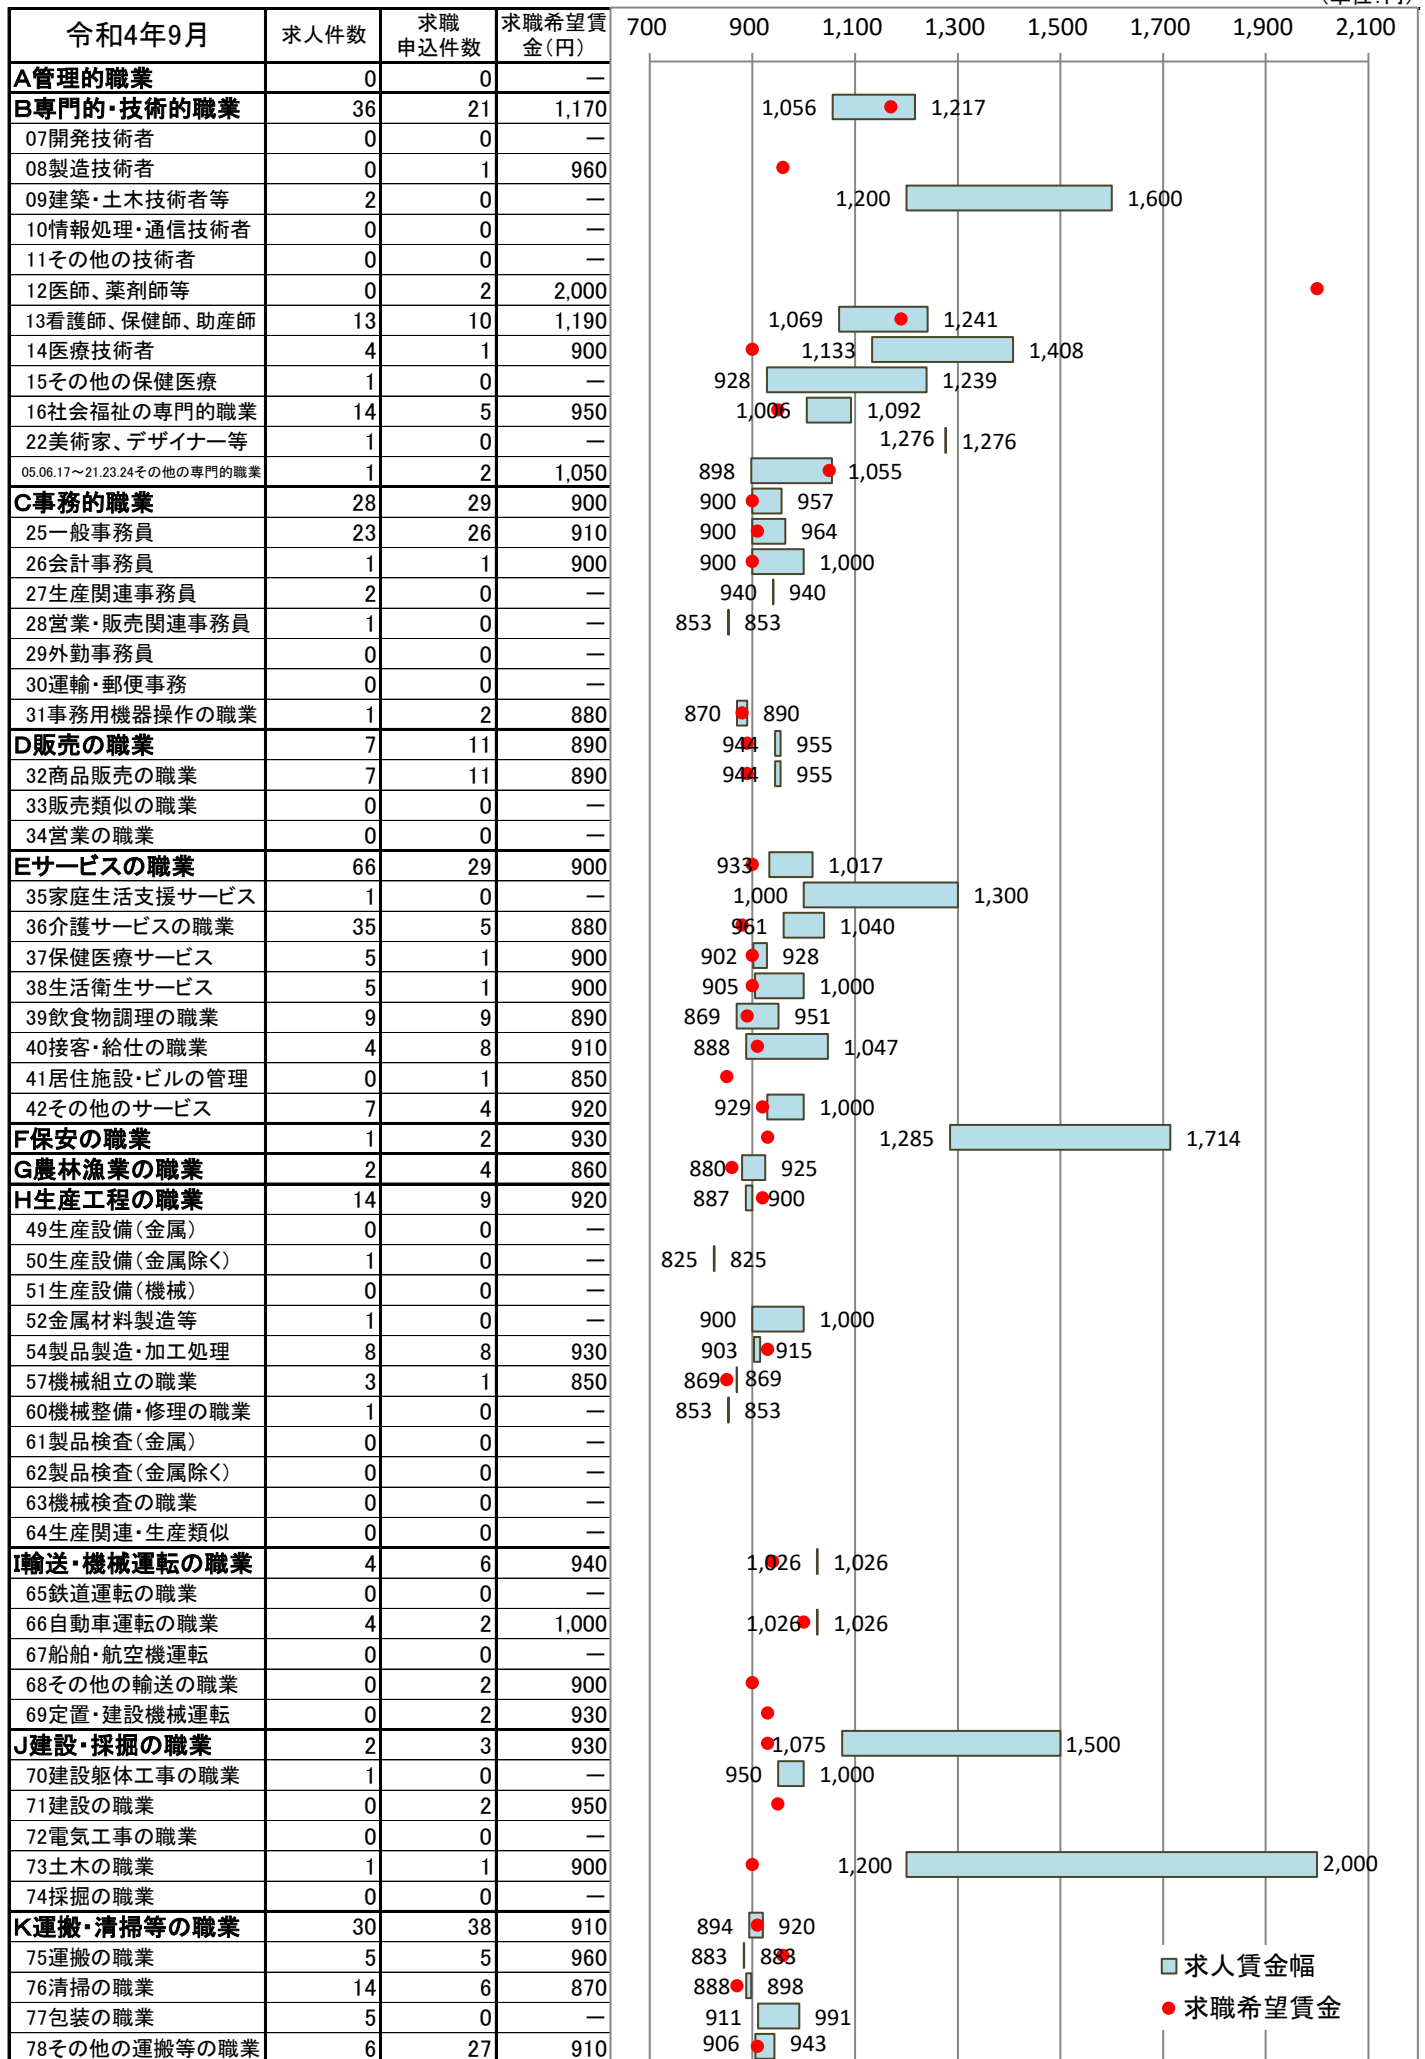 (単位:円)
令和4年9月 求人件数 求職申込件数 求職希望賃金(円) 700 900 1,100 1,300 1,500 1,700 1,900 2,100
A管理的職業 0 0 ―
B専門的・技術的職業 36 21 1,170 1,056 1,217
07開発技術者 0 0 ―
08製造技術者 0 1 960
09建築・土木技術者等 2 0 ― 1,200 1,600
10情報処理・通信技術者 0 0 ―
11その他の技術者 0 0 ―
12医師、薬剤師等 0 2 2,000
13看護師、保健師、助産師 13 10 1,190 1,069 1,241
14医療技術者 4 1 900 1,133 1,408
15その他の保健医療 1 0 ― 928 1,239
16社会福祉の専門的職業 14 5 950 1,006 1,092
22美術家、デザイナー等 1 0 ― 1,276 1,276
05.06.17～21.23.24その他の専門的職業 1 2 1,050 898 1,055
C事務的職業 28 29 900 900 957
25一般事務員 23 26 910 900 964
26会計事務員 1 1 900 900 1,000
27生産関連事務員 2 0 ― 940 940
28営業・販売関連事務員 1 0 ― 853 853
29外勤事務員 0 0 ―
30運輸・郵便事務 0 0 ―
31事務用機器操作の職業 1 2 880 870 890
D販売の職業 7 11 890 944 955
32商品販売の職業 7 11 890 944 955
33販売類似の職業 0 0 ―
34営業の職業 0 0 ―
Eサービスの職業 66 29 900 933 1,017
35家庭生活支援サービス 1 0 ― 1,000 1,300
36介護サービスの職業 35 5 880 961 1,040
37保健医療サービス 5 1 900 902 928
38生活衛生サービス 5 1 900 905 1,000
39飲食物調理の職業 9 9 890 869 951
40接客・給仕の職業 4 8 910 888 1,047
41居住施設・ビルの管理 0 1 850
42その他のサービス 7 4 920 929 1,000
F保安の職業 1 2 930 1,285 1,714
G農林漁業の職業 2 4 860 880 925
H生産工程の職業 14 9 920 887 900
49生産設備(金属) 0 0 ―
50生産設備(金属除く) 1 0 ― 825 825
51生産設備(機械) 0 0 ―
52金属材料製造等 1 0 ― 900 1,000
54製品製造・加工処理 8 8 930 903 915
57機械組立の職業 3 1 850 869 869
60機械整備・修理の職業 1 0 ― 853 853
61製品検査(金属) 0 0 ―
62製品検査(金属除く) 0 0 ―
63機械検査の職業 0 0 ―
64生産関連・生産類似 0 0 ―
I輸送・機械運転の職業 4 6 940 1,026 1,026
65鉄道運転の職業 0 0 ―
66自動車運転の職業 4 2 1,000 1,026 1,026
67船舶・航空機運転 0 0 ―
68その他の輸送の職業 0 2 900
69定置・建設機械運転 0 2 930
J建設・採掘の職業 2 3 930 1,075 1,500
70建設躯体工事の職業 1 0 ― 950 1,000
71建設の職業 0 2 950
72電気工事の職業 0 0 ―
73土木の職業 1 1 900 1,200 2,000
74採掘の職業 0 0 ―
K運搬・清掃等の職業 30 38 910 894 920
75運搬の職業 5 5 960 883 883
76清掃の職業 14 6 870 888 898
77包装の職業 5 0 ― 911 991
78その他の運搬等の職業 6 27 910 906 943
求人賃金幅
求職希望賃金